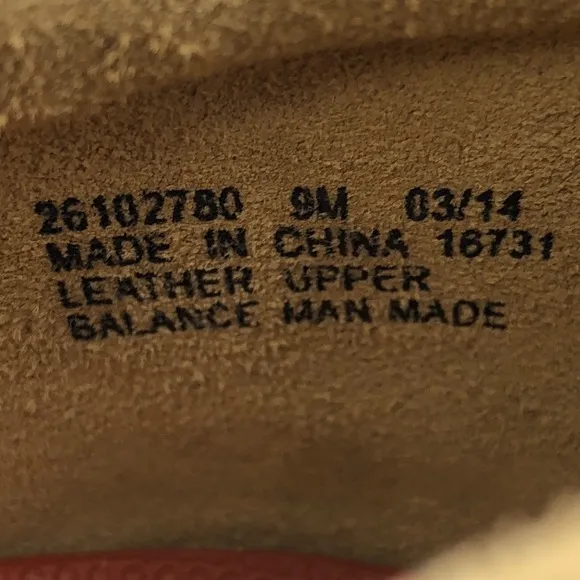 26102780 9M 03/14
MADE IN CHINA 16731
LEATHER UPPER
BALANCE MAN MADE